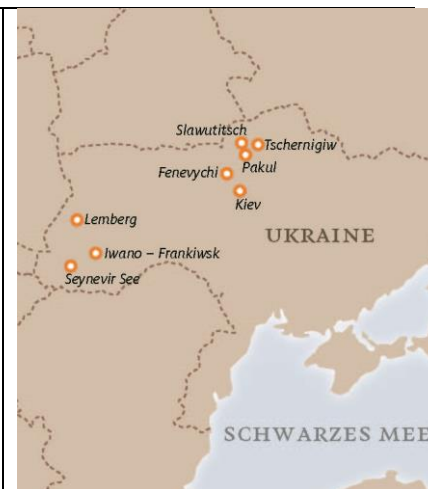 Slawutitsch
Tschernigiw
Pakul
Fenevychi
Kiev
Lemberg
UKRAINE
Iwano – Frankiwsk
Seynevir See
SCHWARZES MEE